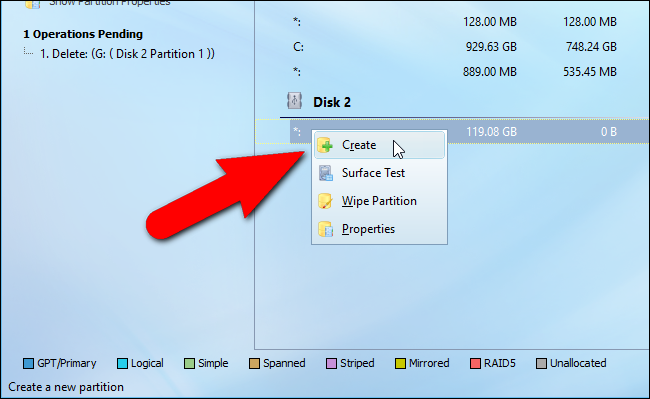 Show Partition Properties
1 Operations Pending
1. Delete: (G: ( Disk 2 Partition 1 ))
*: 128.00 MB 128.00 MB
C: 929.63 GB 748.24 GB
*: 889.00 MB 535.45 MB
Disk 2
*: 119.08 GB 0 B
Create
Surface Test
Wipe Partition
Properties
GPT/Primary Logical Simple Spanned Striped Mirrored RAID5 Unallocated
Create a new partition